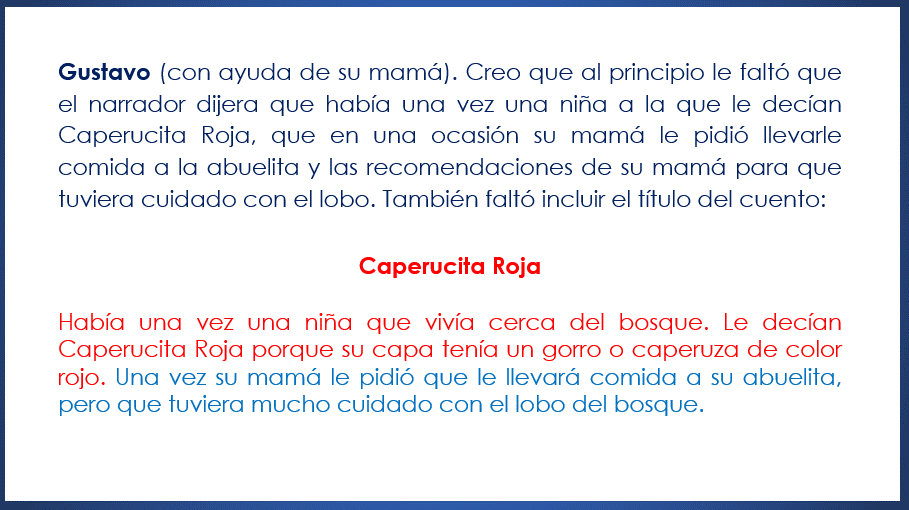 Gustavo (con ayuda de su mamá). Creo que al principio le faltó que
el narrador dijera que había una vez una niña a la que le decían
Caperucita Roja, que en una ocasión su mamá le pidió llevarle
comida a la abuelita y las recomendaciones de su mamá para que
tuviera cuidado con el lobo. También faltó incluir el título del cuento:
Caperucita Roja
Había una vez una niña que vivía cerca del bosque. Le decían
Caperucita Roja porque su capa tenía un gorro o caperuza de color
rojo. Una vez su mamá le pidió que le llevará comida a su abuelita,
pero que tuviera mucho cuidado con el lobo del bosque.